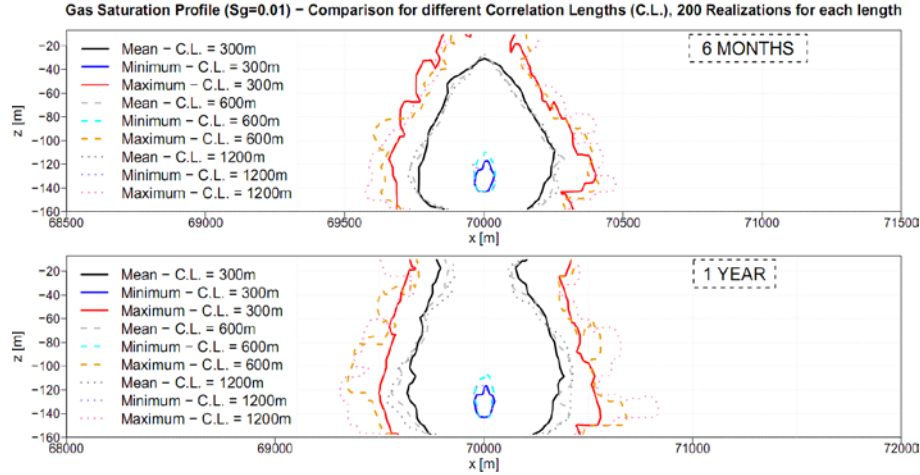 Gas Saturation Profile (Sg=0.01) − Comparison for different Correlation Lengths (C.L.), 200 Realizations for each length
6 MONTHS
Mean − C.L. = 300m
Minimum − C.L. = 300m
Maximum − C.L. = 300m
Mean − C.L. = 600m
Minimum − C.L. = 600m
Maximum − C.L. = 600m
Mean − C.L. = 1200m
Minimum − C.L. = 1200m
Maximum − C.L. = 1200m
z [m]
−20
−40
−60
−80
−100
−120
−140
−160
68500 69000 69500 70000 70500 71000 71500
x [m]
1 YEAR
Mean − C.L. = 300m
Minimum − C.L. = 300m
Maximum − C.L. = 300m
Mean − C.L. = 600m
Minimum − C.L. = 600m
Maximum − C.L. = 600m
Mean − C.L. = 1200m
Minimum − C.L. = 1200m
Maximum − C.L. = 1200m
z [m]
−20
−40
−60
−80
−100
−120
−140
−160
68000 69000 70000 71000 72000
x [m]